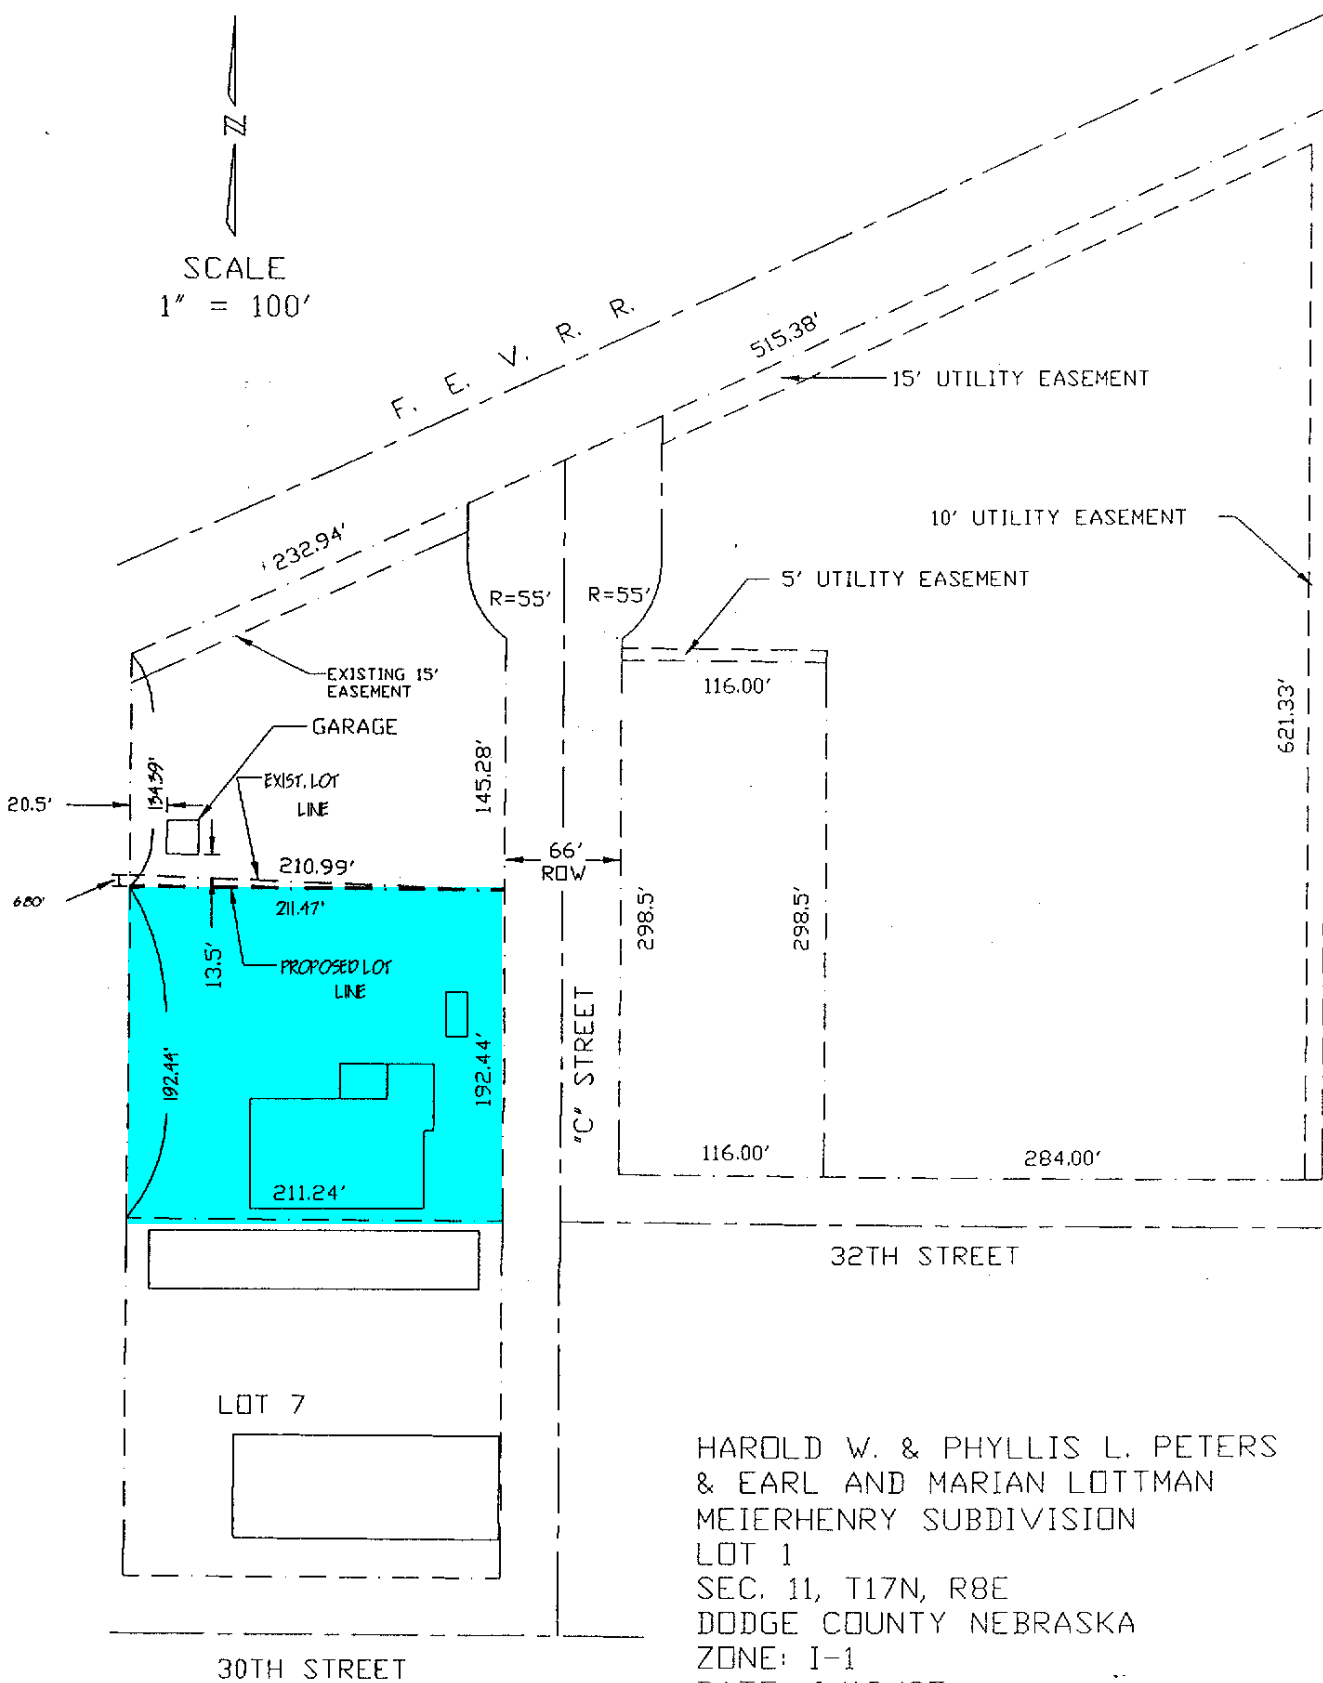 N
SCALE
1" = 100'
F. E. V. R. R.
515.38'
15' UTILITY EASEMENT
10' UTILITY EASEMENT
232.94'
5' UTILITY EASEMENT
R=55' R=55'
EXISTING 15'
EASEMENT
116.00'
GARAGE
621.33'
145.28'
134.39'
EXIST. LOT
LINE
20.5'
66'
ROW
210.99'
6.80'
211.47'
298.5'
298.5'
13.5'
PROPOSED LOT
LINE
"C" STREET
192.44'
192.44'
116.00'
284.00'
211.24'
32TH STREET
LOT 7
HAROLD W. & PHYLLIS L. PETERS
& EARL AND MARIAN LOTTMAN
MEIERHENRY SUBDIVISION
LOT 1
SEC. 11, T17N, R8E
DODGE COUNTY NEBRASKA
ZONE: I-1
30TH STREET